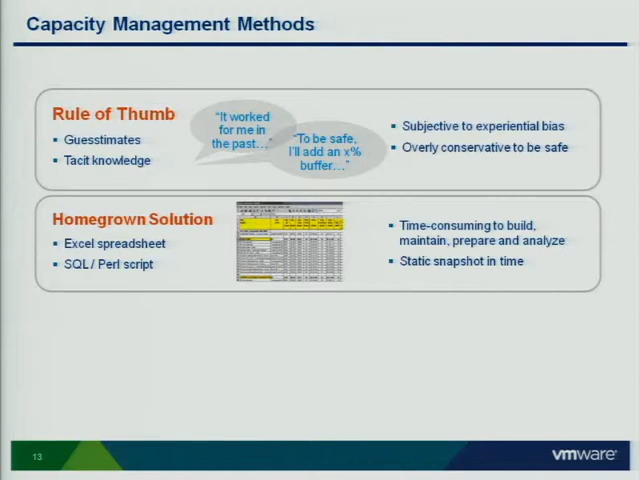 Capacity Management Methods
Rule of Thumb
Guesstimates
Tacit knowledge
"It worked
for me in
the past…"
"To be safe,
I'll add an x%
buffer…"
Subjective to experiential bias
Overly conservative to be safe
Homegrown Solution
Excel spreadsheet
SQL / Perl script
Time-consuming to build,
maintain, prepare and analyze
Static snapshot in time
13
vmware